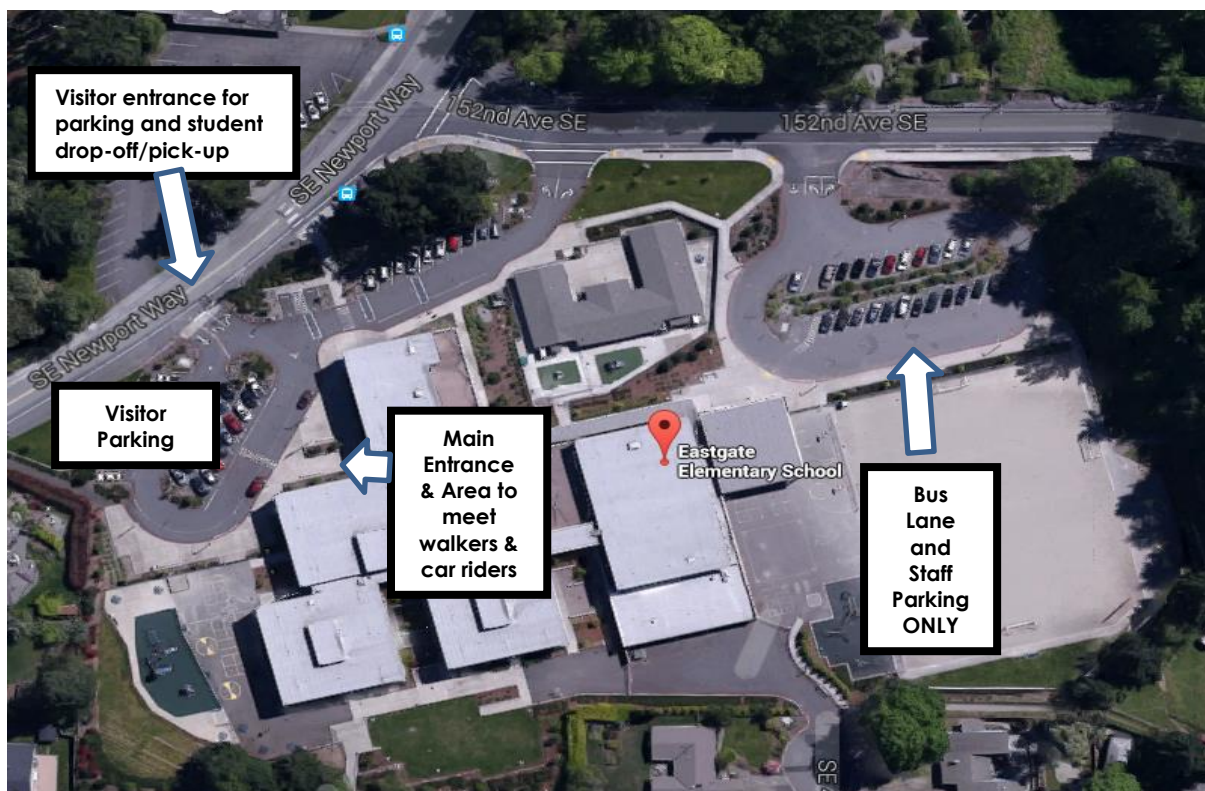 Visitor entrance for
parking and student
drop-off/pick-up
152nd Ave SE
152nd Ave SE
SE Newport Way
SE Newport Way
Visitor
Parking
Main
Entrance
& Area to
meet
walkers &
car riders
Eastgate
Elementary School
Bus
Lane
and
Staff
Parking
ONLY
SE